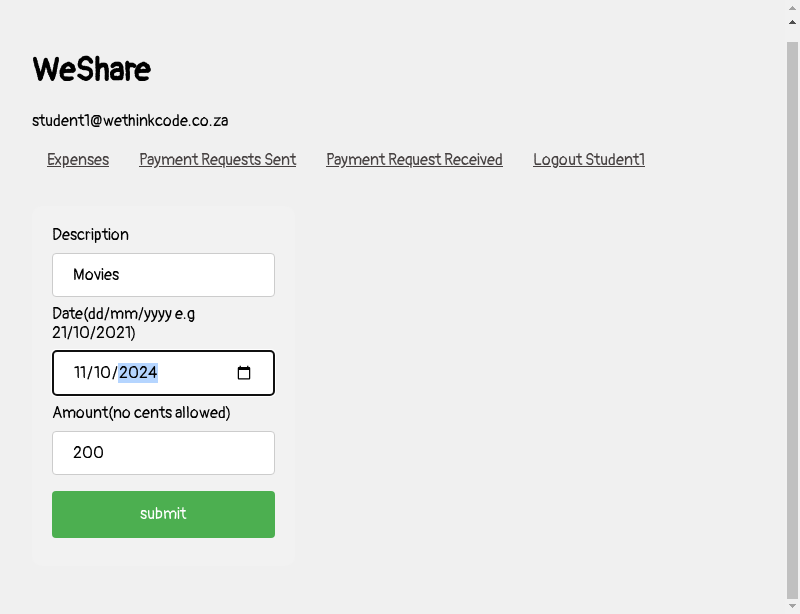 WeShare
student1@wethinkcode.co.za
Expenses Payment Requests Sent Payment Request Received Logout Student1
Description
Movies
Date(dd/mm/yyyy e.g
21/10/2021)
11/10/2024
Amount(no cents allowed)
200
submit